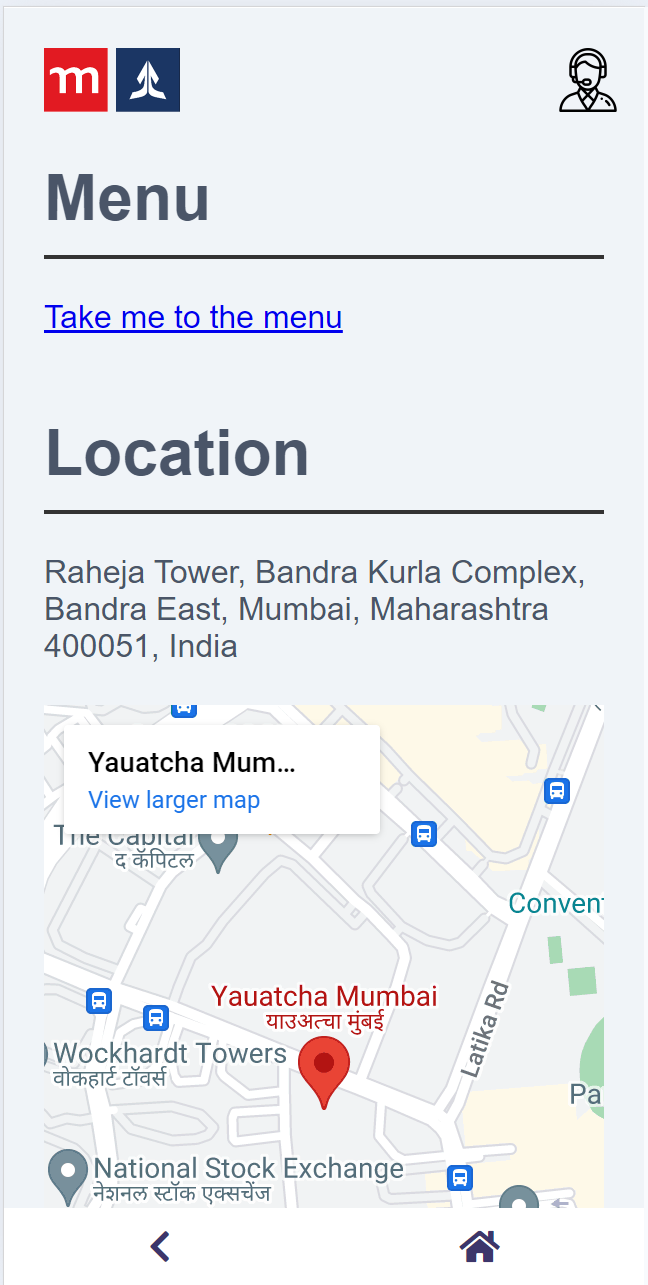 m
Menu
Take me to the menu
Location
Raheja Tower, Bandra Kurla Complex,
Bandra East, Mumbai, Maharashtra
400051, India
Yauatcha Mum...
View larger map
The Capital
द कॅपिटल
Conven
Yauatcha Mumbai
याउअत्चा मुंबई
Latika Rd
Wockhardt Towers
वोकहार्ट टॉवर्स
Pa
National Stock Exchange
नॅशनल स्टॉक एक्सचेंज